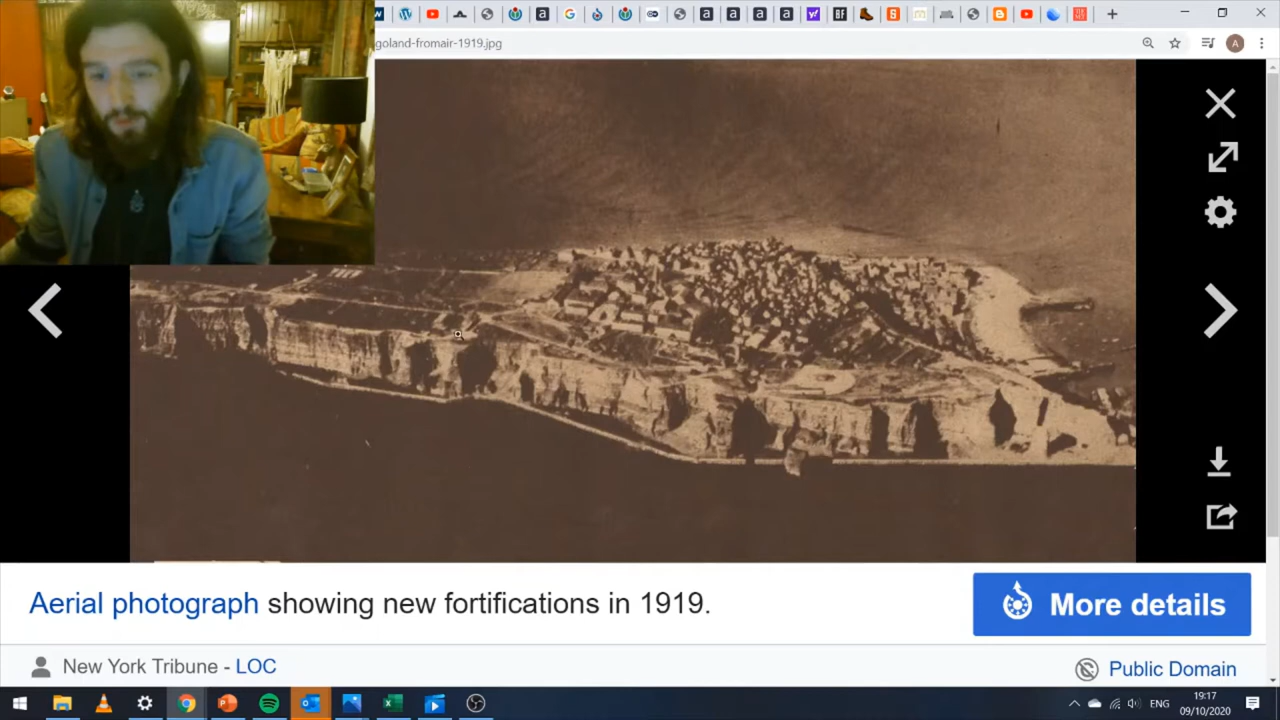 goland-fromair-1919.jpg
A
Aerial photograph showing new fortifications in 1919.
More details
New York Tribune - LOC
Public Domain
ENG
19:17
09/10/2020